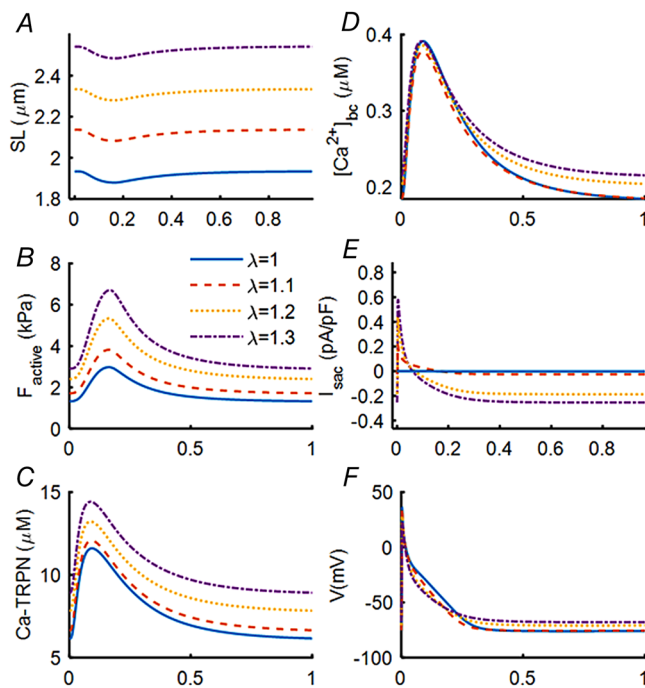 A
SL (μm)
2.4
2.2
2
1.8
0 0.2 0.4 0.6 0.8
B
F_active (kPa)
8
6
4
2
0
0 0.5 1
λ=1
λ=1.1
λ=1.2
λ=1.3
C
Ca-TRPN (μM)
15
10
5
0 0.5 1
D
[Ca²⁺]_bc (μM)
0.4
0.3
0.2
0 0.5 1
E
I_sac (pA/pF)
0.8
0.6
0.4
0.2
0
-0.2
-0.4
0 0.2 0.4 0.6 0.8
F
V(mV)
50
0
-50
-100
0 0.5 1